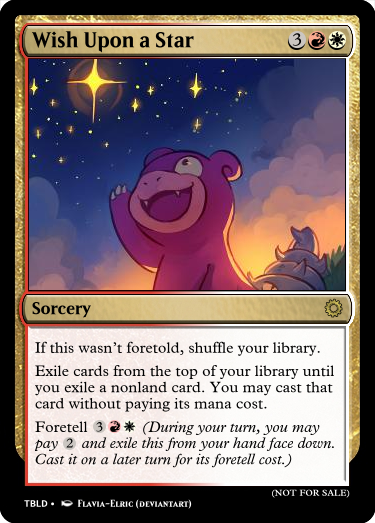 Wish Upon a Star 3
Sorcery
If this wasn't foretold, shuffle your library.
Exile cards from the top of your library until
you exile a nonland card. You may cast that
card without paying its mana cost.
Foretell 3 (During your turn, you may
pay 2 and exile this from your hand face down.
Cast it on a later turn for its foretell cost.)
(NOT FOR SALE)
TBLD • FLAVIA-ELRIC (DEVIANTART)